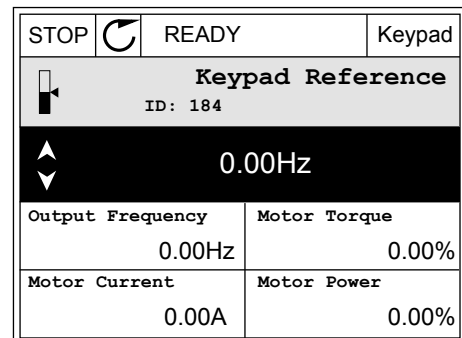 STOP READY Keypad
Keypad Reference
ID: 184
0.00Hz
Output Frequency Motor Torque
0.00Hz 0.00%
Motor Current Motor Power
0.00A 0.00%